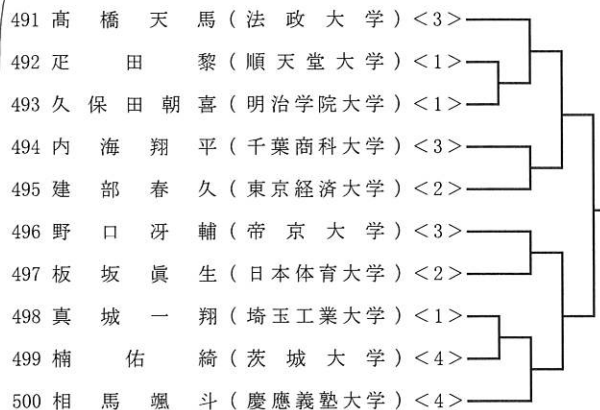 491 髙橋天馬(法政大学)<3>
492 疋田黎(順天堂大学)<1>
493 久保田朝喜(明治学院大学)<1>
494 内海翔平(千葉商科大学)<3>
495 建部春久(東京経済大学)<2>
496 野口冴輔(帝京大学)<3>
497 板坂眞生(日本体育大学)<2>
498 真城一翔(埼玉工業大学)<1>
499 楠佑綺(茨城大学)<4>
500 相馬颯斗(慶應義塾大学)<4>